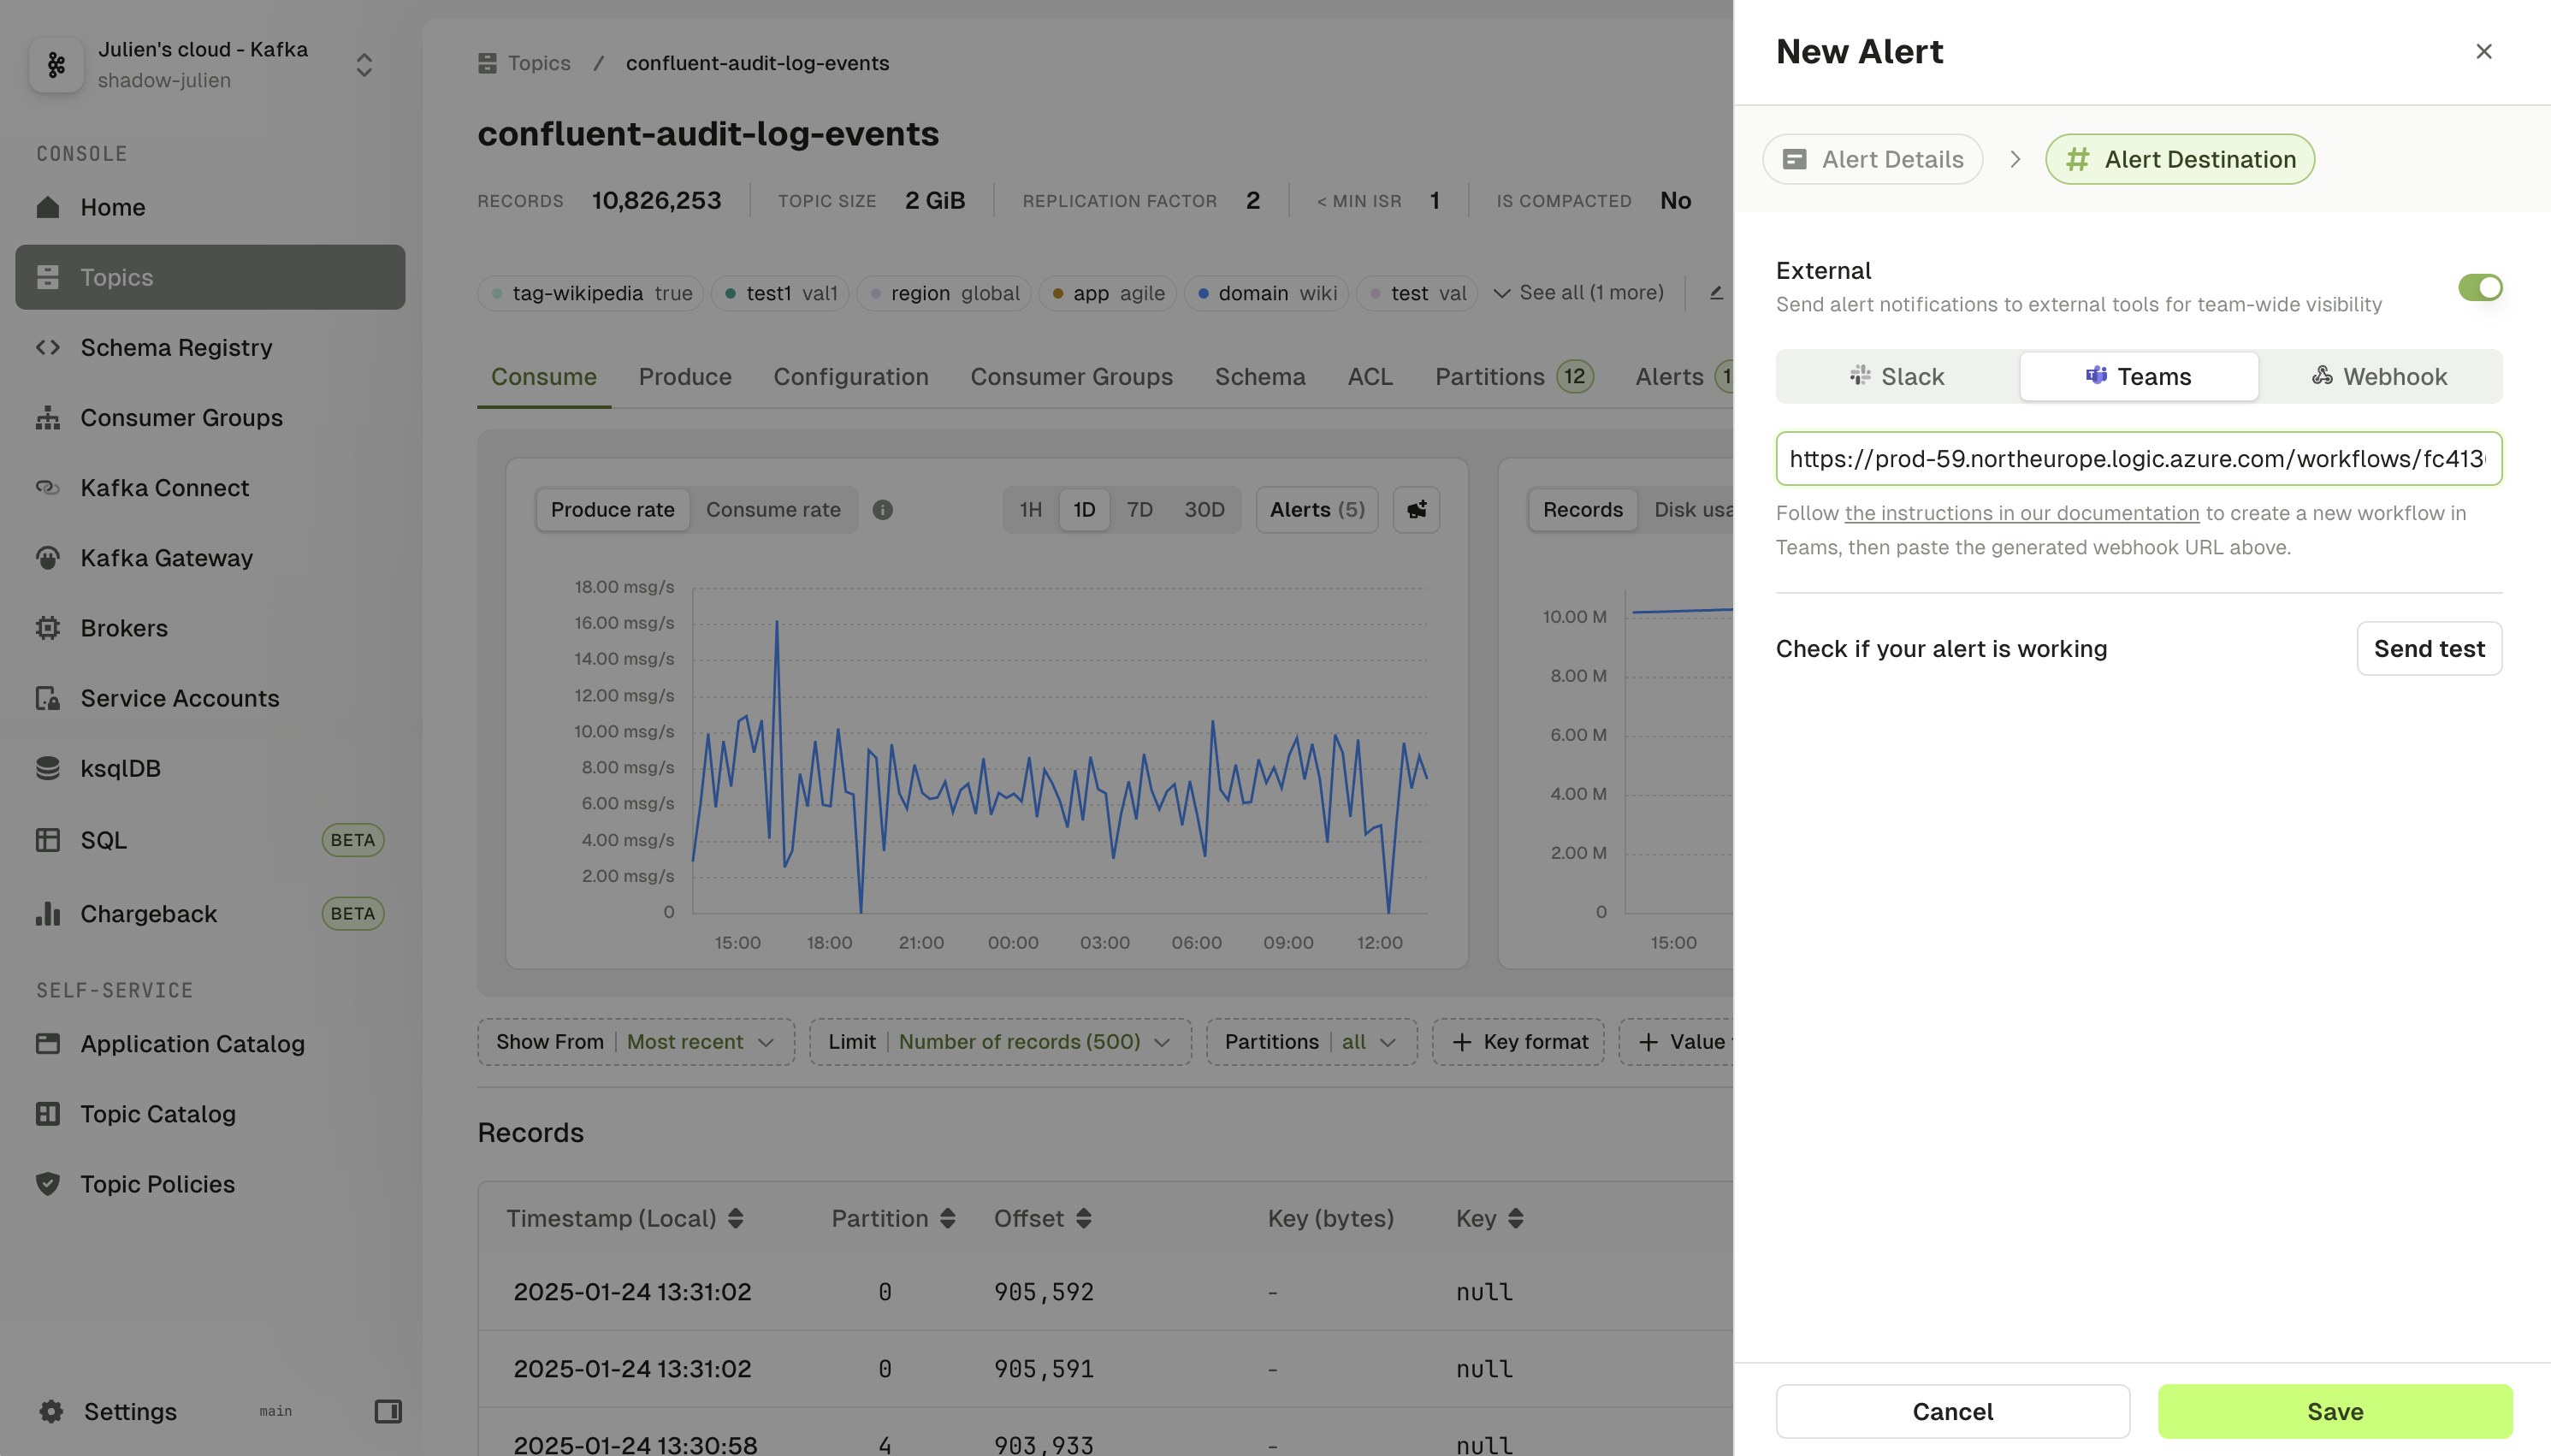 Julien's cloud - Kafka
shadow-julien
CONSOLE
Home
Topics
Schema Registry
Consumer Groups
Kafka Connect
Kafka Gateway
Brokers
Service Accounts
ksqlDB
SQL BETA
Chargeback BETA
SELF-SERVICE
Application Catalog
Topic Catalog
Topic Policies
Settings main
Topics / confluent-audit-log-events
confluent-audit-log-events
RECORDS 10,826,253 TOPIC SIZE 2 GiB REPLICATION FACTOR 2 < MIN ISR 1 IS COMPACTED No
tag-wikipedia true test1 val1 region global app agile domain wiki test val See all (1 more)
Consume Produce Configuration Consumer Groups Schema ACL Partitions 12 Alerts
Produce rate Consume rate 1H 1D 7D 30D Alerts (5)
18.00 msg/s
16.00 msg/s
14.00 msg/s
12.00 msg/s
10.00 msg/s
8.00 msg/s
6.00 msg/s
4.00 msg/s
2.00 msg/s
0
15:00 18:00 21:00 00:00 03:00 06:00 09:00 12:00
Records Disk usa
10.00 M
8.00 M
6.00 M
4.00 M
2.00 M
0
15:00
Show From Most recent Limit Number of records (500) Partitions all + Key format + Value
Records
Timestamp (Local) Partition Offset Key (bytes) Key
2025-01-24 13:31:02 0 905,592 - null
2025-01-24 13:31:02 0 905,591 - null
2025-01-24 13:30:58 4 903,933 - null
New Alert
Alert Details > Alert Destination
External
Send alert notifications to external tools for team-wide visibility
Slack Teams Webhook
https://prod-59.northeurope.logic.azure.com/workflows/fc413
Follow the instructions in our documentation to create a new workflow in
Teams, then paste the generated webhook URL above.
Check if your alert is working Send test
Cancel Save